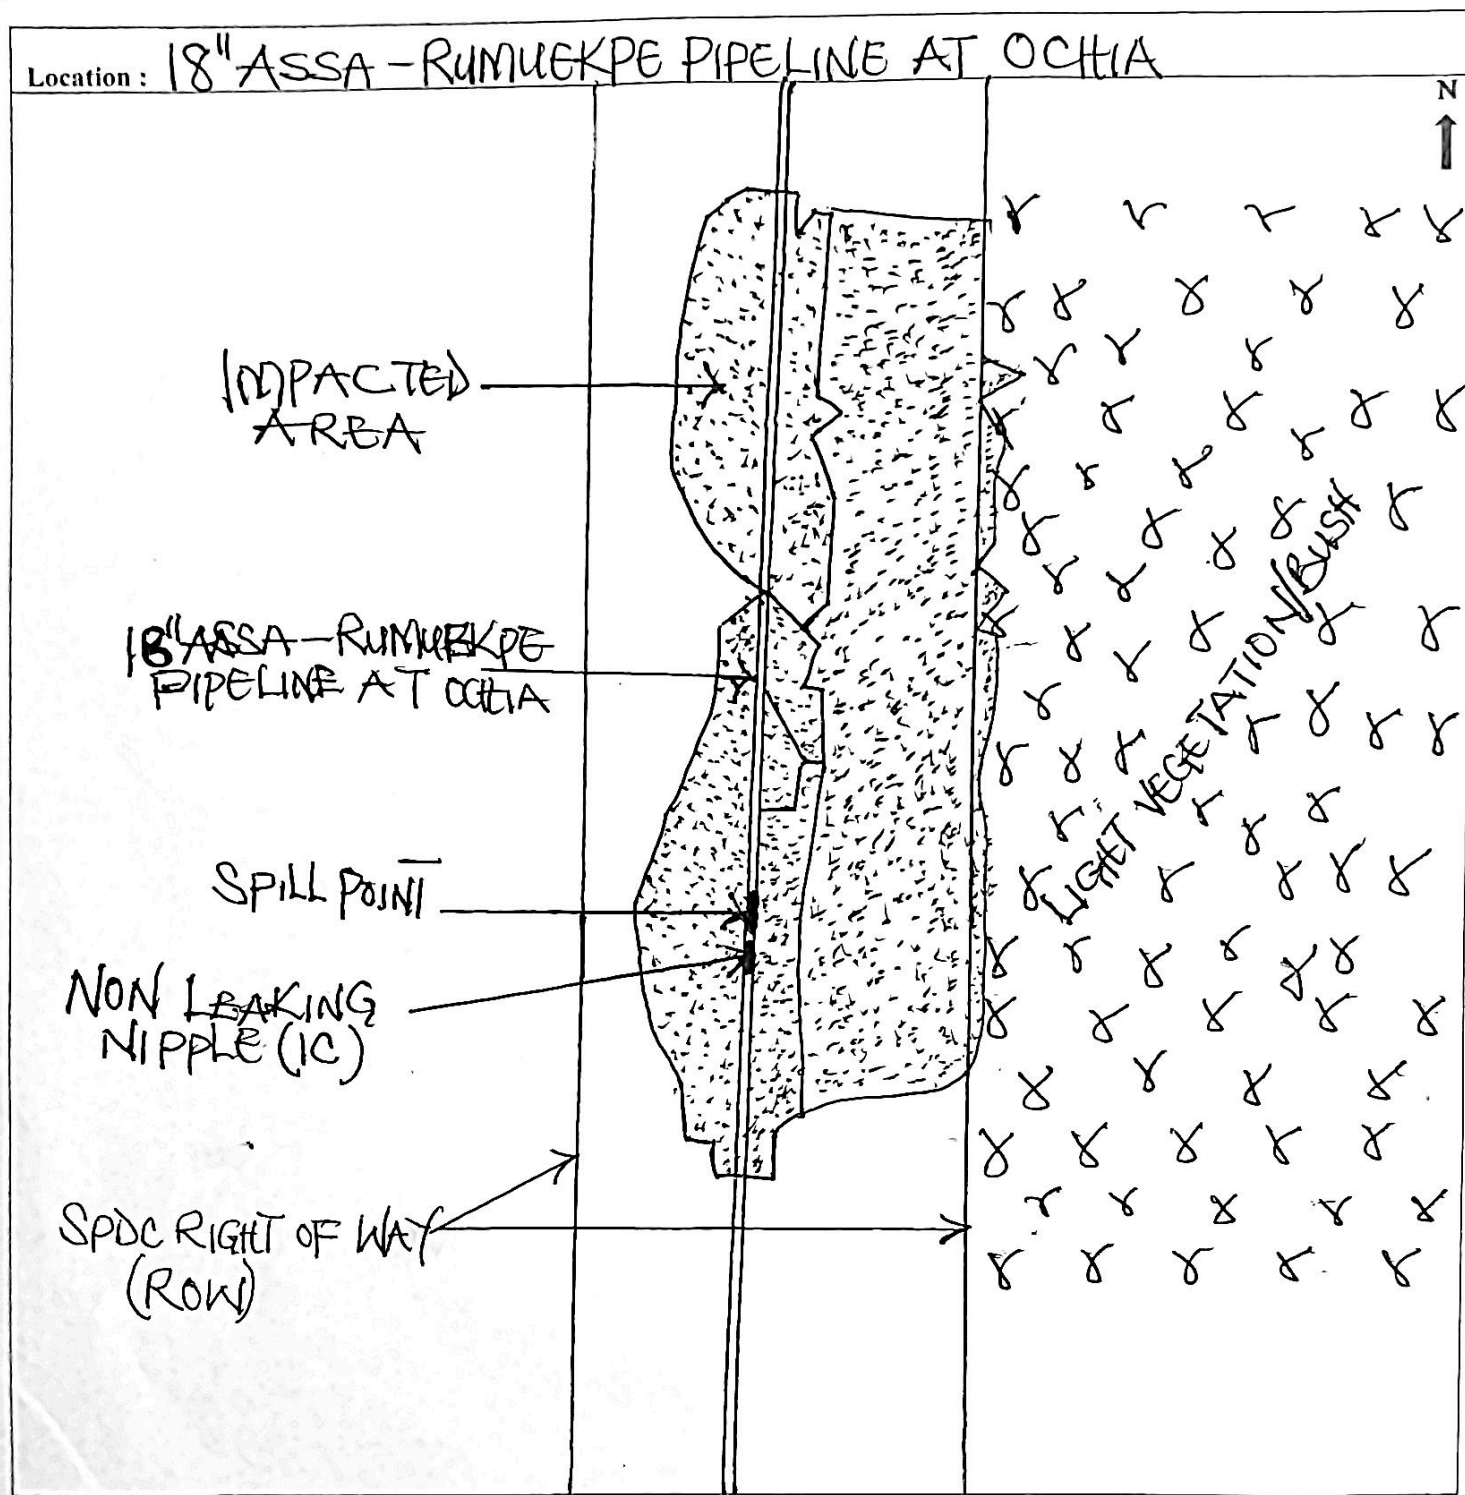 Location : 18" ASSA - RUMUEKPE PIPELINE AT OCHIA
N
IMPACTED
AREA
18" ASSA - RUMUEKPE
PIPELINE AT OCHIA
LIGHT VEGETATION/BUSH
SPILL POINT
NON LEAKING
NIPPLE (IC)
SPDC RIGHT OF WAY
(ROW)